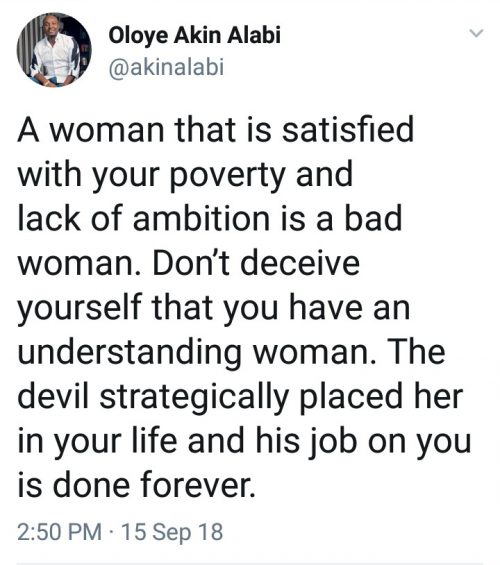 Oloye Akin Alabi
@akinalabi
A woman that is satisfied
with your poverty and
lack of ambition is a bad
woman. Don’t deceive
yourself that you have an
understanding woman. The
devil strategically placed her
in your life and his job on you
is done forever.
2:50 PM · 15 Sep 18